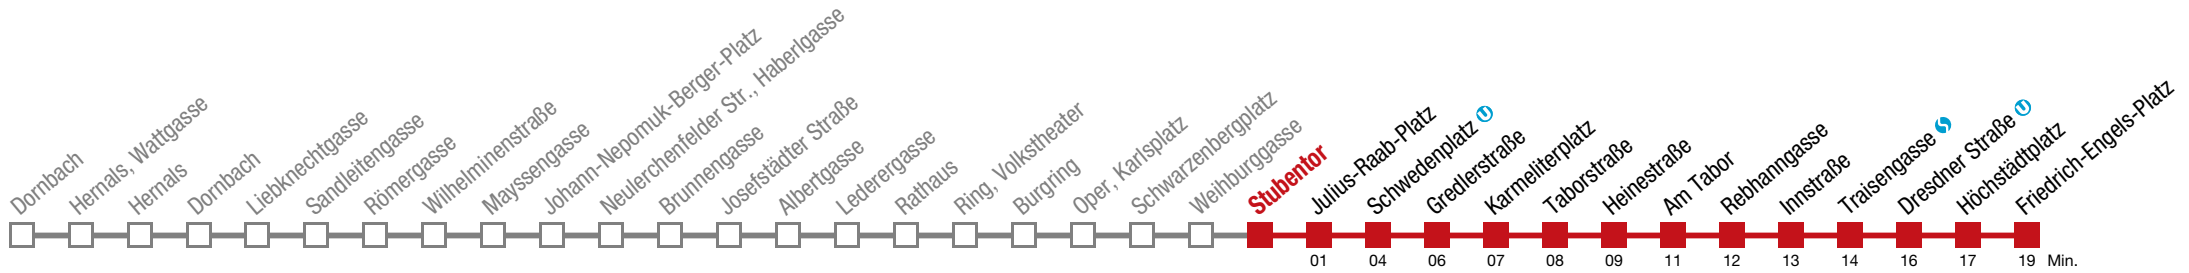 Dornbach
Hernals, Wattgasse
Hernals
Dornbach
Liebknechtgasse
Sandleitengasse
Römergasse
Wilhelminenstraße
Mayssengasse
Johann-Nepomuk-Berger-Platz
Neulerchenfelder Str., Haberlgasse
Brunnengasse
Josefstädter Straße
Albertgasse
Lederergasse
Rathaus
Ring, Volkstheater
Burgring
Oper, Karlsplatz
Schwarzenbergplatz
Weihburggasse
Stubentor
Julius-Raab-Platz
Schwedenplatz U
Gredlerstraße
Karmeliterplatz
Taborstraße
Heinestraße
Am Tabor
Rebhanngasse
Innstraße
Traisengasse S
Dresdner Straße U
Höchstädtplatz
Friedrich-Engels-Platz
01 04 06 07 08 09 11 12 13 14 16 17 19 Min.